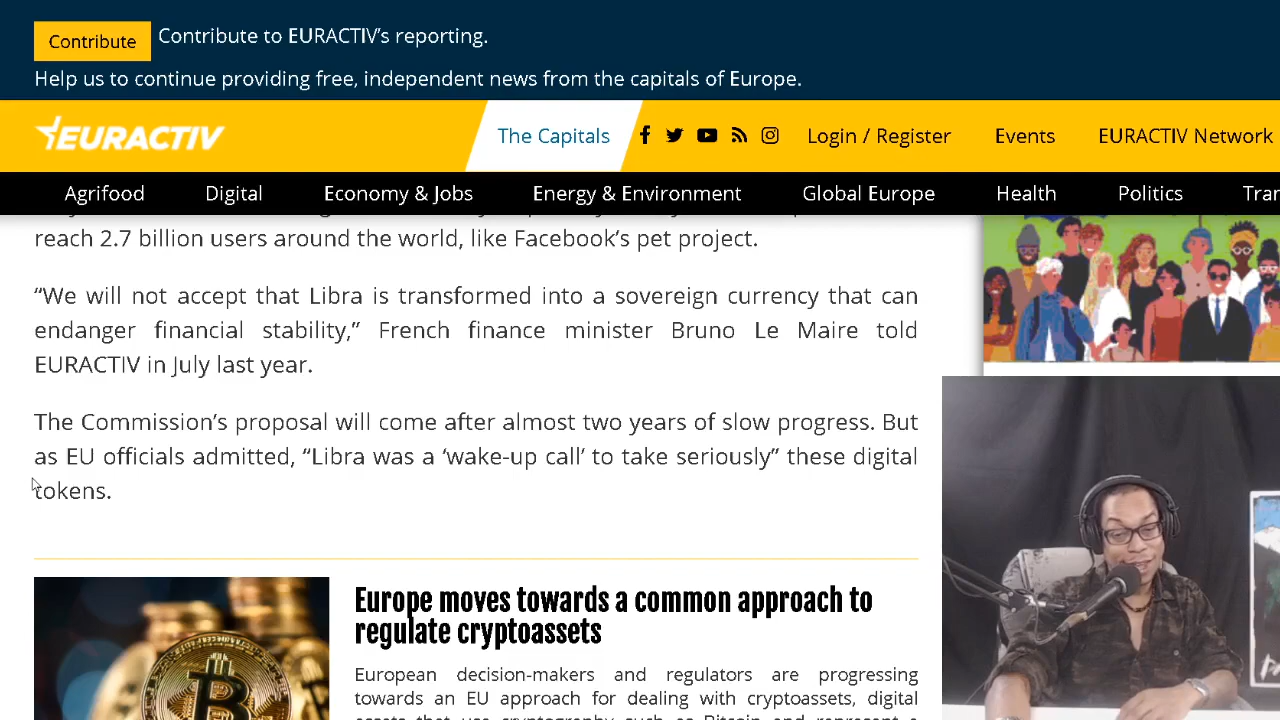 Contribute
Contribute to EURACTIV's reporting.
Help us to continue providing free, independent news from the capitals of Europe.
EURACTIV
The Capitals
Login / Register
Events
EURACTIV Network
Agrifood
Digital
Economy & Jobs
Energy & Environment
Global Europe
Health
Politics
Tran
reach 2.7 billion users around the world, like Facebook's pet project.
“We will not accept that Libra is transformed into a sovereign currency that can
endanger financial stability,” French finance minister Bruno Le Maire told
EURACTIV in July last year.
The Commission's proposal will come after almost two years of slow progress. But
as EU officials admitted, “Libra was a ‘wake-up call’ to take seriously” these digital
tokens.
Europe moves towards a common approach to
regulate cryptoassets
European decision-makers and regulators are progressing
towards an EU approach for dealing with cryptoassets, digital